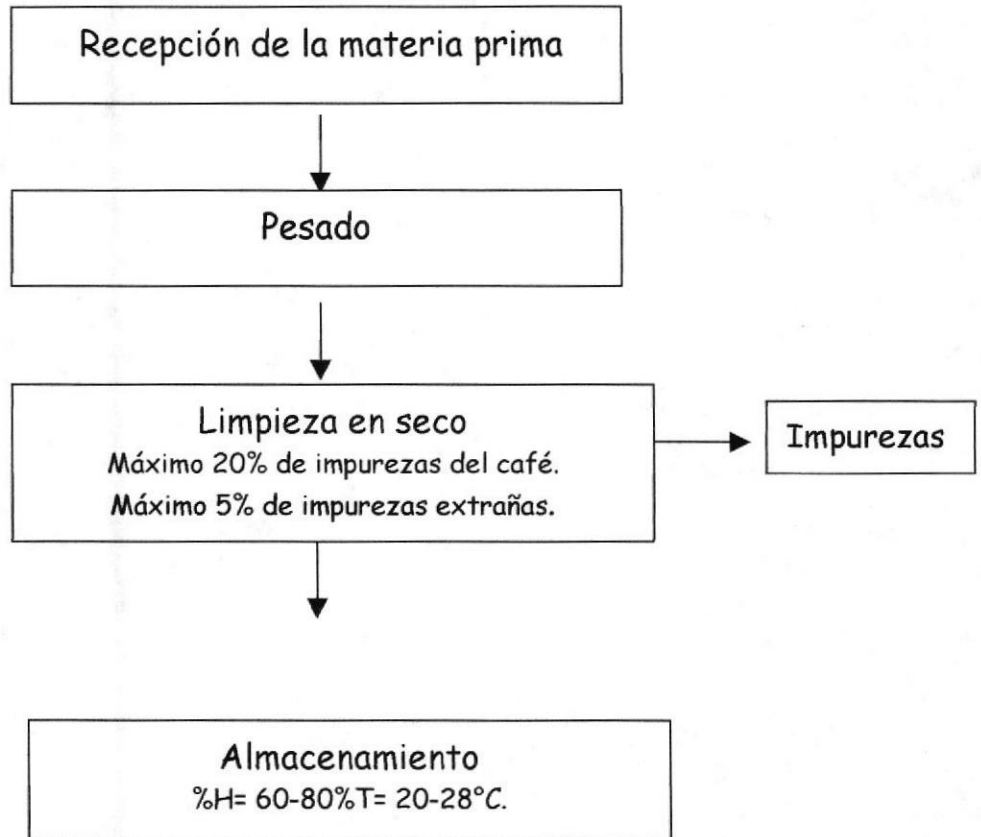 Recepción de la materia prima
Pesado
Limpieza en seco
Máximo 20% de impurezas del café.
Máximo 5% de impurezas extrañas.
Impurezas
Almacenamiento
%H= 60-80%T= 20-28°C.